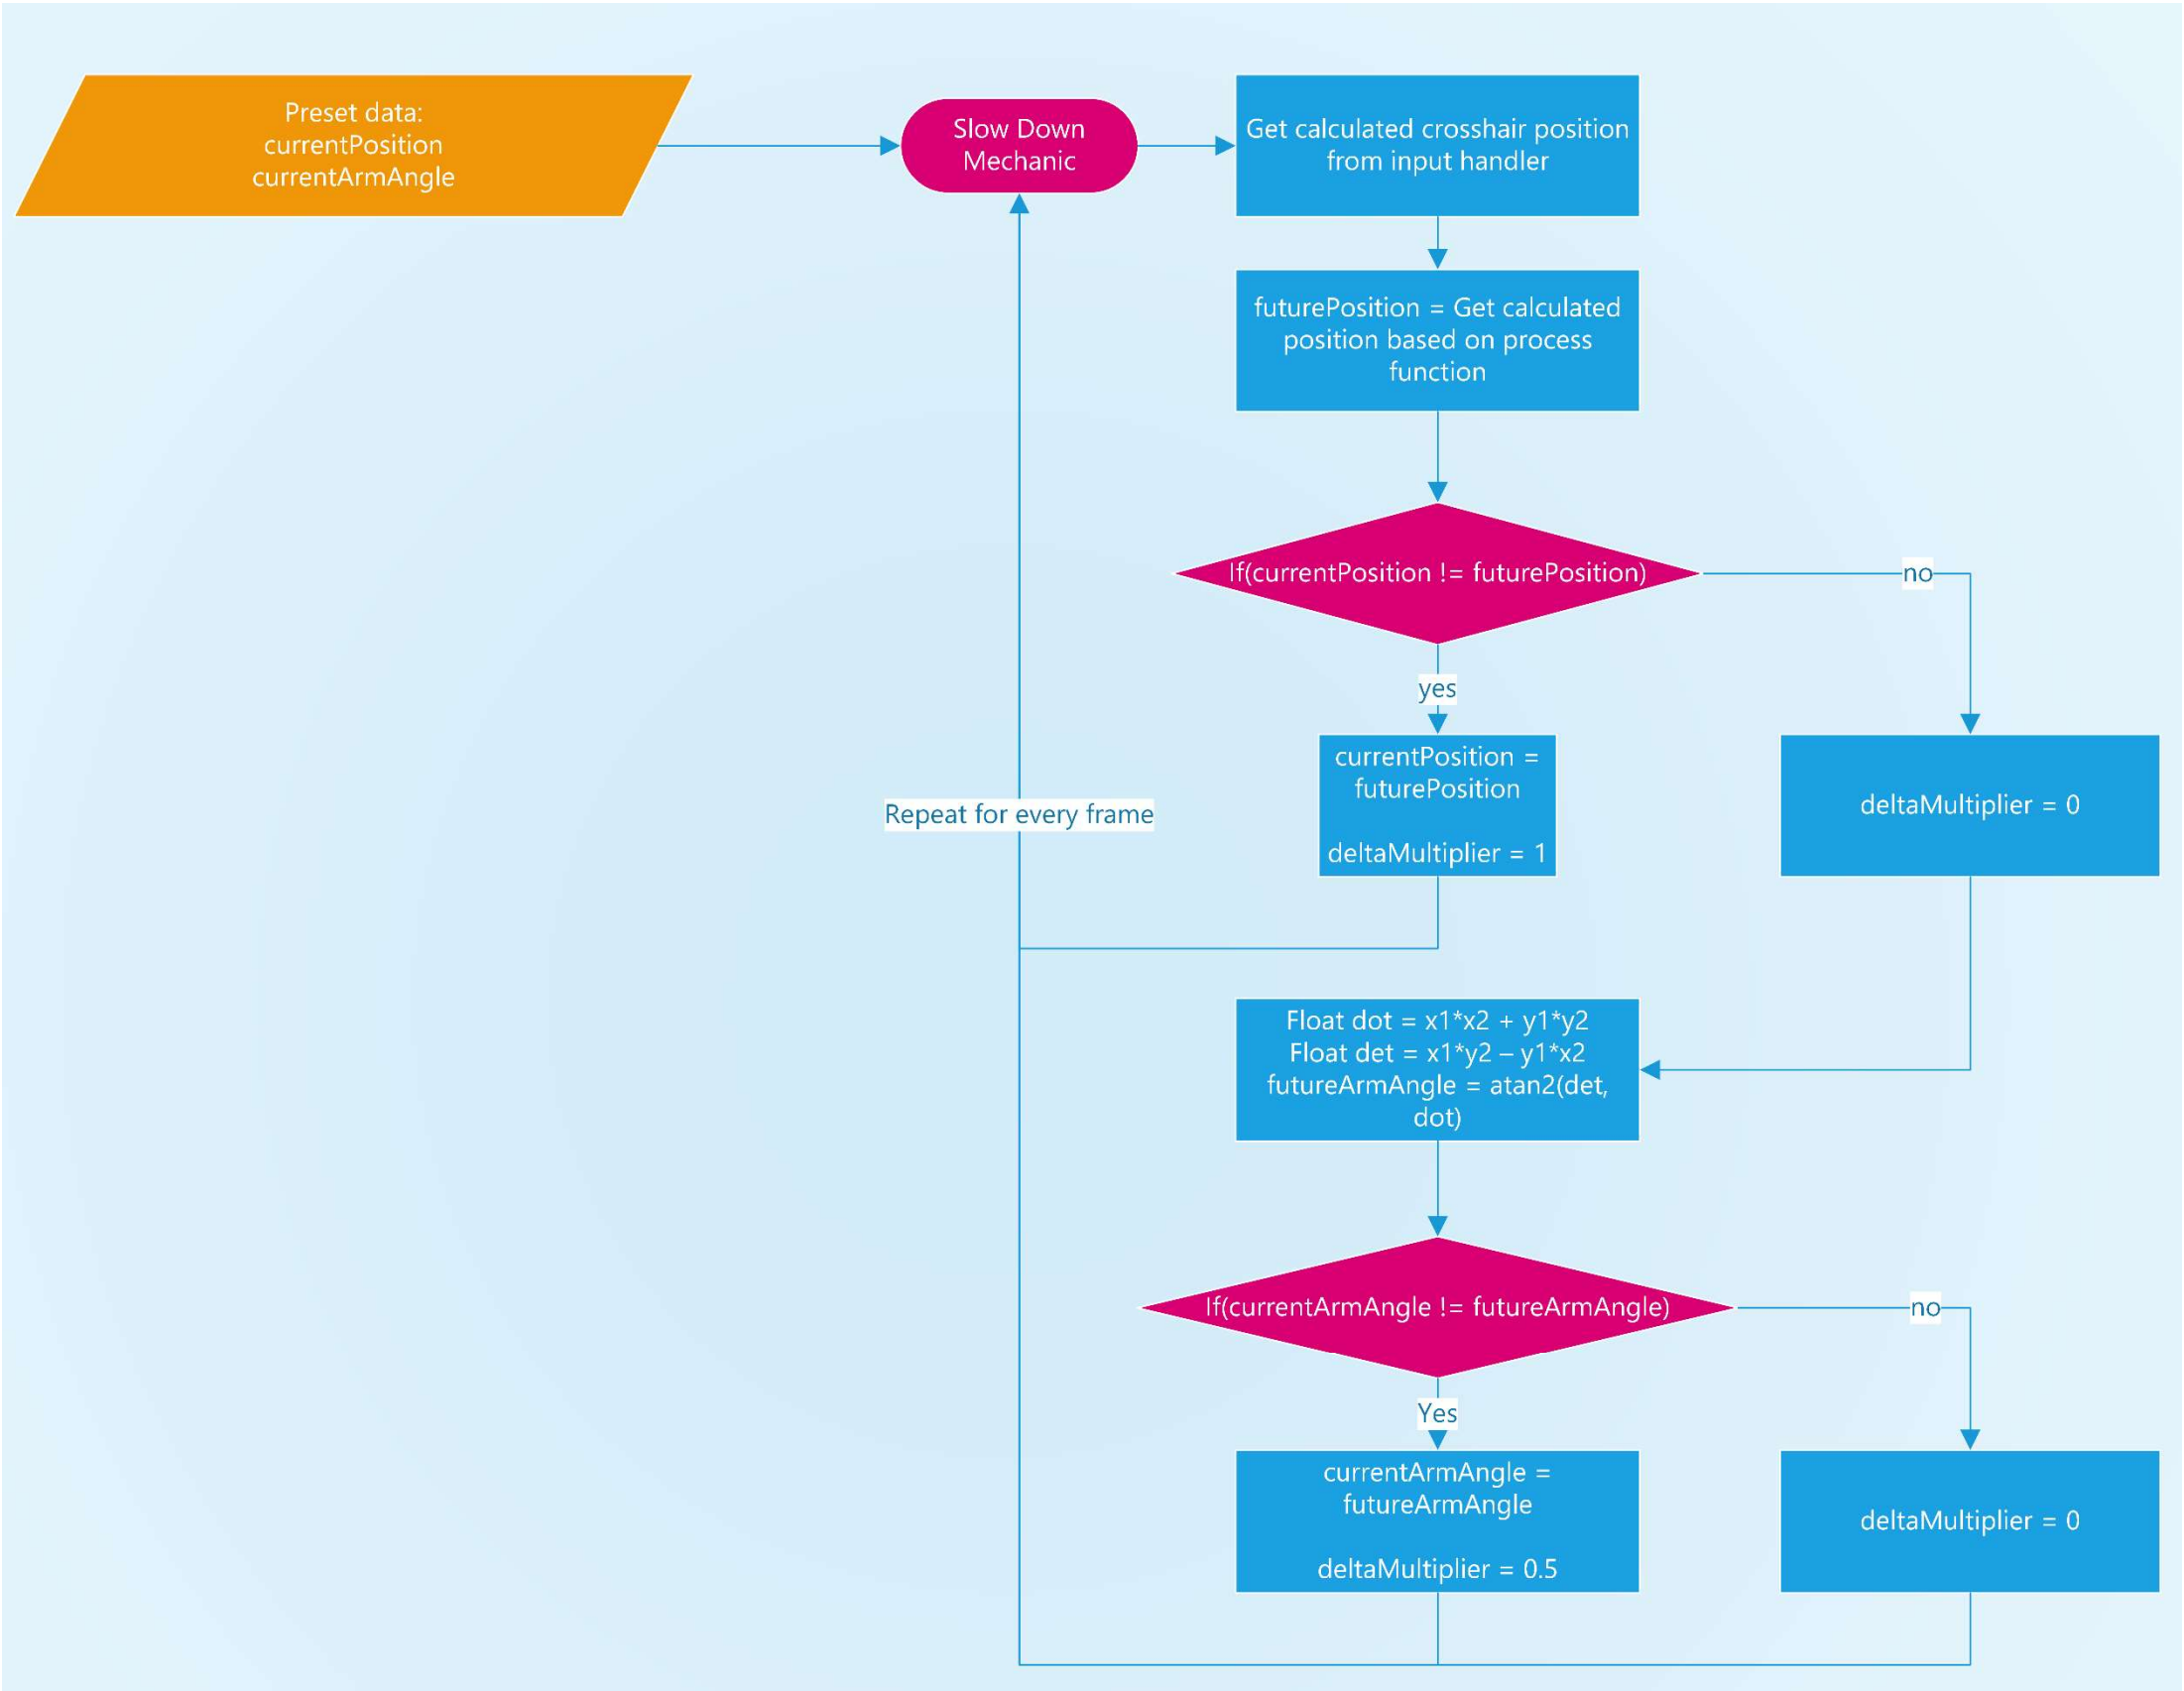 Preset data:
currentPosition
currentArmAngle
Slow Down
Mechanic
Get calculated crosshair position
from input handler
futurePosition = Get calculated
position based on process
function
If(currentPosition != futurePosition)
no
yes
currentPosition =
futurePosition
deltaMultiplier = 1
deltaMultiplier = 0
Repeat for every frame
Float dot = x1*x2 + y1*y2
Float det = x1*y2 – y1*x2
futureArmAngle = atan2(det,
dot)
If(currentArmAngle != futureArmAngle)
no
Yes
currentArmAngle =
futureArmAngle
deltaMultiplier = 0.5
deltaMultiplier = 0